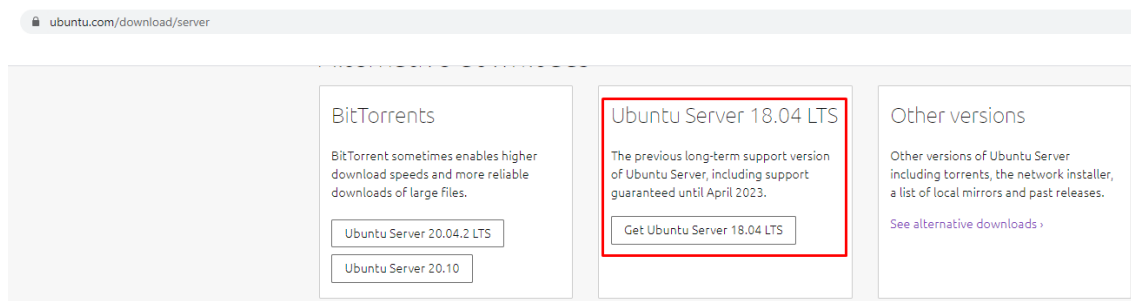 ubuntu.com/download/server
BitTorrents
BitTorrent sometimes enables higher
download speeds and more reliable
downloads of large files.
Ubuntu Server 20.04.2 LTS
Ubuntu Server 20.10
Ubuntu Server 18.04 LTS
The previous long-term support version
of Ubuntu Server, including support
guaranteed until April 2023.
Get Ubuntu Server 18.04 LTS
Other versions
Other versions of Ubuntu Server
including torrents, the network installer,
a list of local mirrors and past releases.
See alternative downloads ›